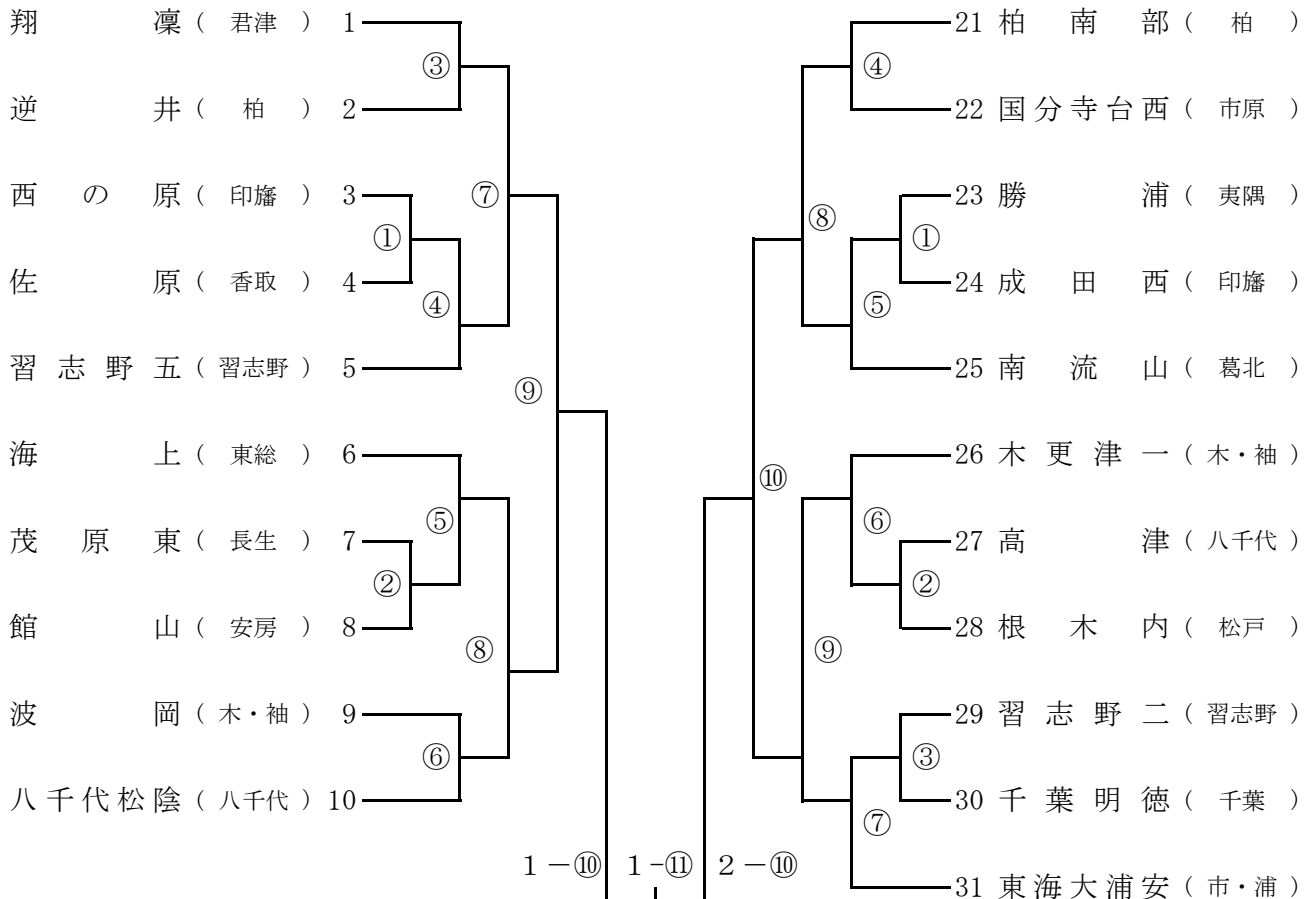 翔凜（君津）1
③
逆井（柏）2
西の原（印旛）3
⑦
①
佐原（香取）4
④
習志野五（習志野）5
⑨
海上（東総）6
⑤
茂原東（長生）7
②
館山（安房）8
⑧
波岡（木・袖）9
⑥
八千代松陰（八千代）10
1－⑩ 1-⑪ 2－⑩
21 柏南部（柏）
④
22 国分寺台西（市原）
23 勝浦（夷隅）
⑧
①
24 成田西（印旛）
⑤
25 南流山（葛北）
26 木更津一（木・袖）
⑩
⑥
27 高津（八千代）
②
28 根木内（松戸）
⑨
29 習志野二（習志野）
③
30 千葉明徳（千葉）
⑦
31 東海大浦安（市・浦）